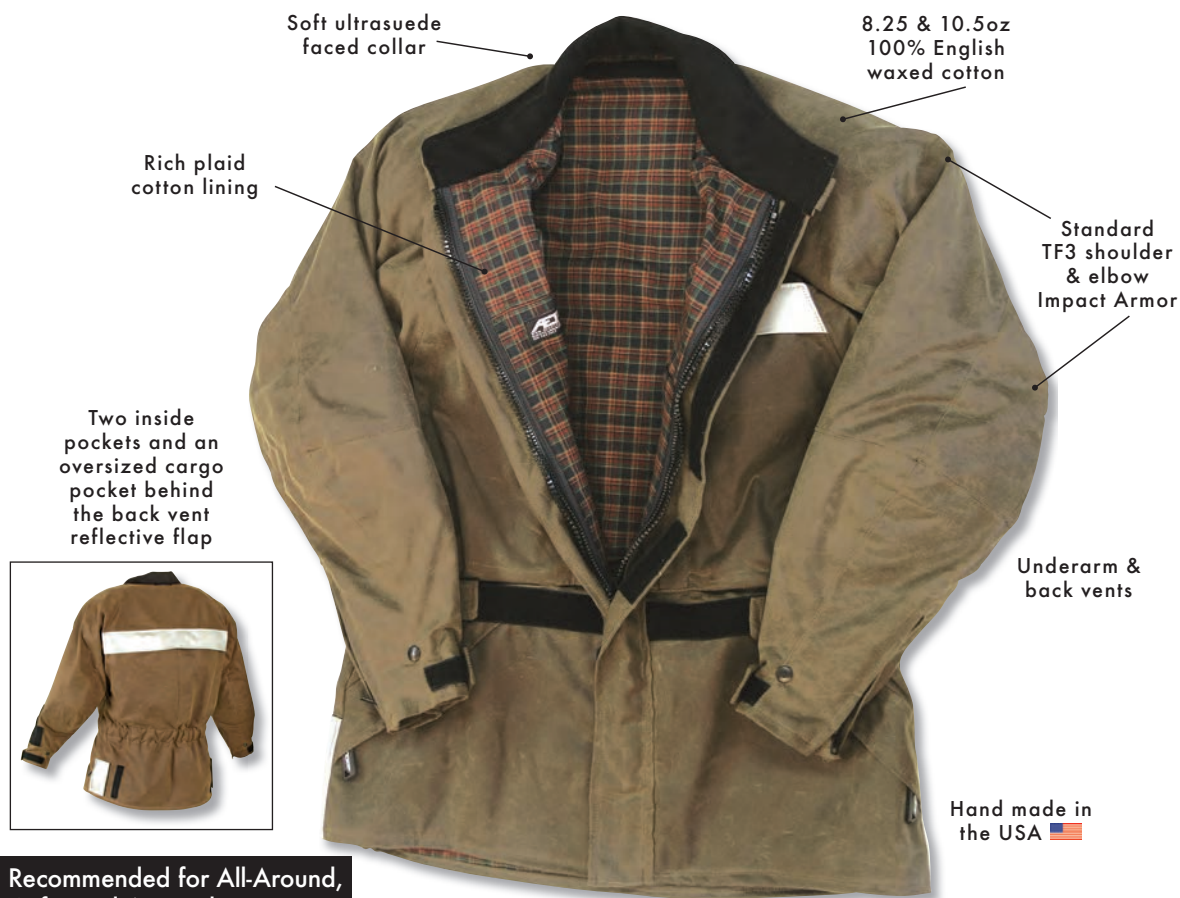 Soft ultrasuede
faced collar
8.25 & 10.5oz
100% English
waxed cotton
Rich plaid
cotton lining
Standard
TF3 shoulder
& elbow
Impact Armor
Two inside
pockets and an
oversized cargo
pocket behind
the back vent
reflective flap
Underarm &
back vents
Hand made in
the USA
Recommended for All-Around,